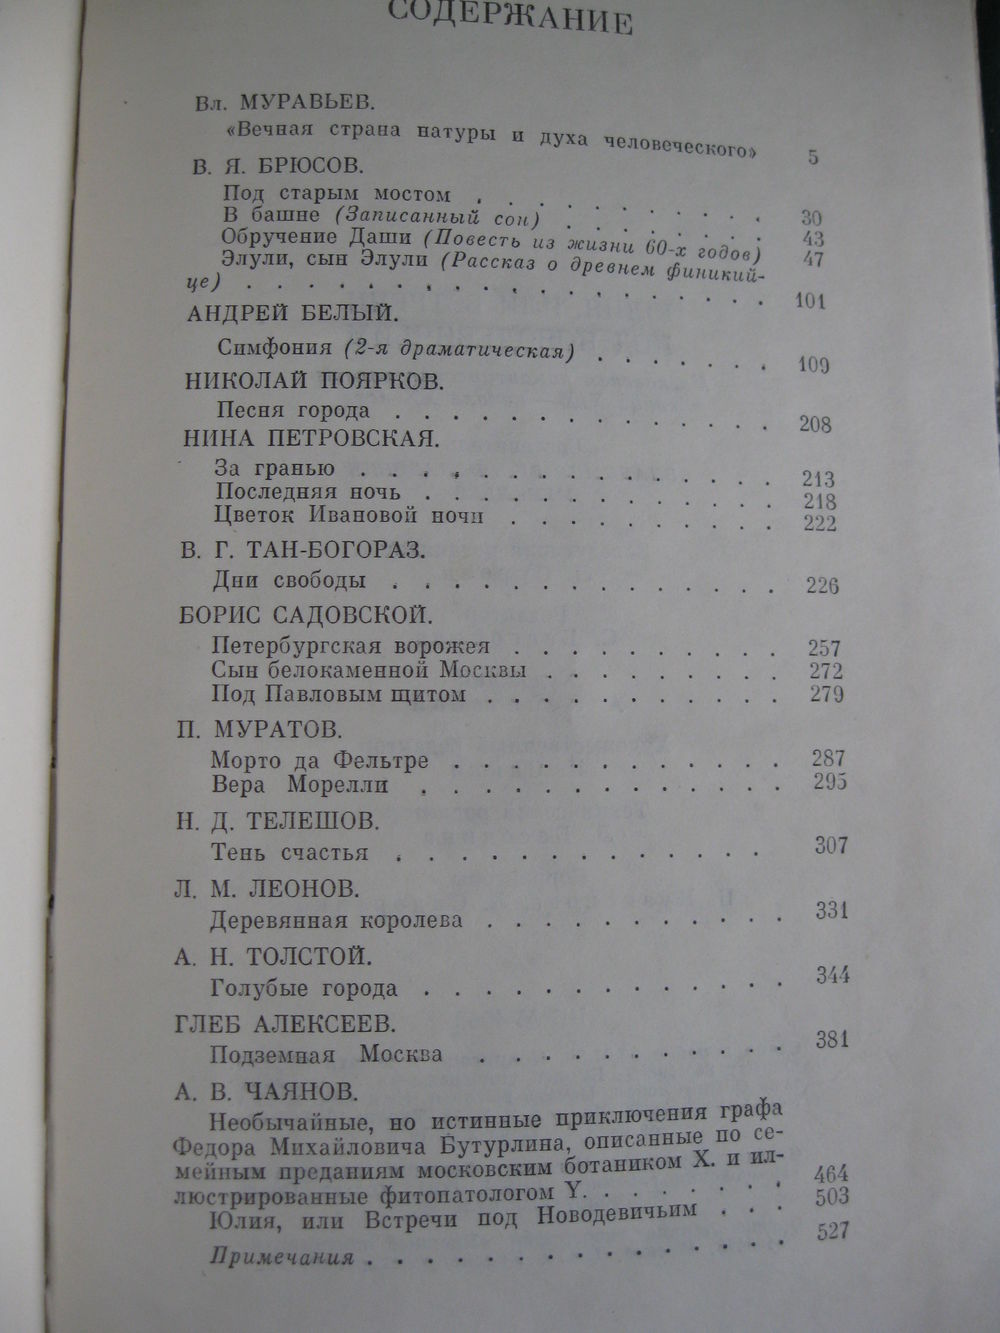 СОДЕРЖАНИЕ
Вл. МУРАВЬЕВ.
«Вечная страна натуры и духа человеческого» 5
В. Я. БРЮСОВ.
Под старым мостом . . . . . . . . . . 30
В башне (Записанный сон) . . . . . . . 43
Обручение Даши (Повесть из жизни 60-х годов) 47
Элули, сын Элули (Рассказ о древнем финикий-
це) . . . . . . . . . . . . . . . . . 101
АНДРЕЙ БЕЛЫЙ.
Симфония (2-я драматическая) . . . . . . 109
НИКОЛАЙ ПОЯРКОВ.
Песня города . . . . . . . . . . . . . 208
НИНА ПЕТРОВСКАЯ.
За гранью . . . . . . . . . . . . . . 213
Последняя ночь . . . . . . . . . . . . 218
Цветок Ивановой ночи . . . . . . . . . 222
В. Г. ТАН-БОГОРАЗ.
Дни свободы . . . . . . . . . . . . . 226
БОРИС САДОВСКОЙ.
Петербургская ворожея . . . . . . . . . 257
Сын белокаменной Москвы . . . . . . . . 272
Под Павловым щитом . . . . . . . . . . 279
П. МУРАТОВ.
Морто да Фельтре . . . . . . . . . . . 287
Вера Морелли . . . . . . . . . . . . . 295
Н. Д. ТЕЛЕШОВ.
Тень счастья . . . . . . . . . . . . . 307
Л. М. ЛЕОНОВ.
Деревянная королева . . . . . . . . . . 331
А. Н. ТОЛСТОЙ.
Голубые города . . . . . . . . . . . . 344
ГЛЕБ АЛЕКСЕЕВ.
Подземная Москва . . . . . . . . . . . 381
А. В. ЧАЯНОВ.
Необычайные, но истинные приключения графа
Федора Михайловича Бутурлина, описанные по се-
мейным преданиям московским ботаником X. и ил-
люстрированные фитопатологом Y. . . . . . . . 464
Юлия, или Встречи под Новодевичьим . . . 503
Примечания . . . . . . . . . . . . . . 527